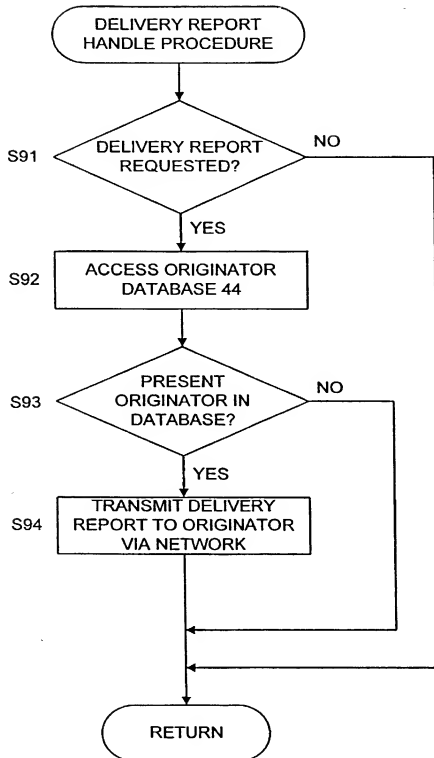 DELIVERY REPORT
HANDLE PROCEDURE
S91
DELIVERY REPORT
REQUESTED?
NO
YES
S92
ACCESS ORIGINATOR
DATABASE 44
S93
PRESENT
ORIGINATOR IN
DATABASE?
NO
YES
S94
TRANSMIT DELIVERY
REPORT TO ORIGINATOR
VIA NETWORK
RETURN